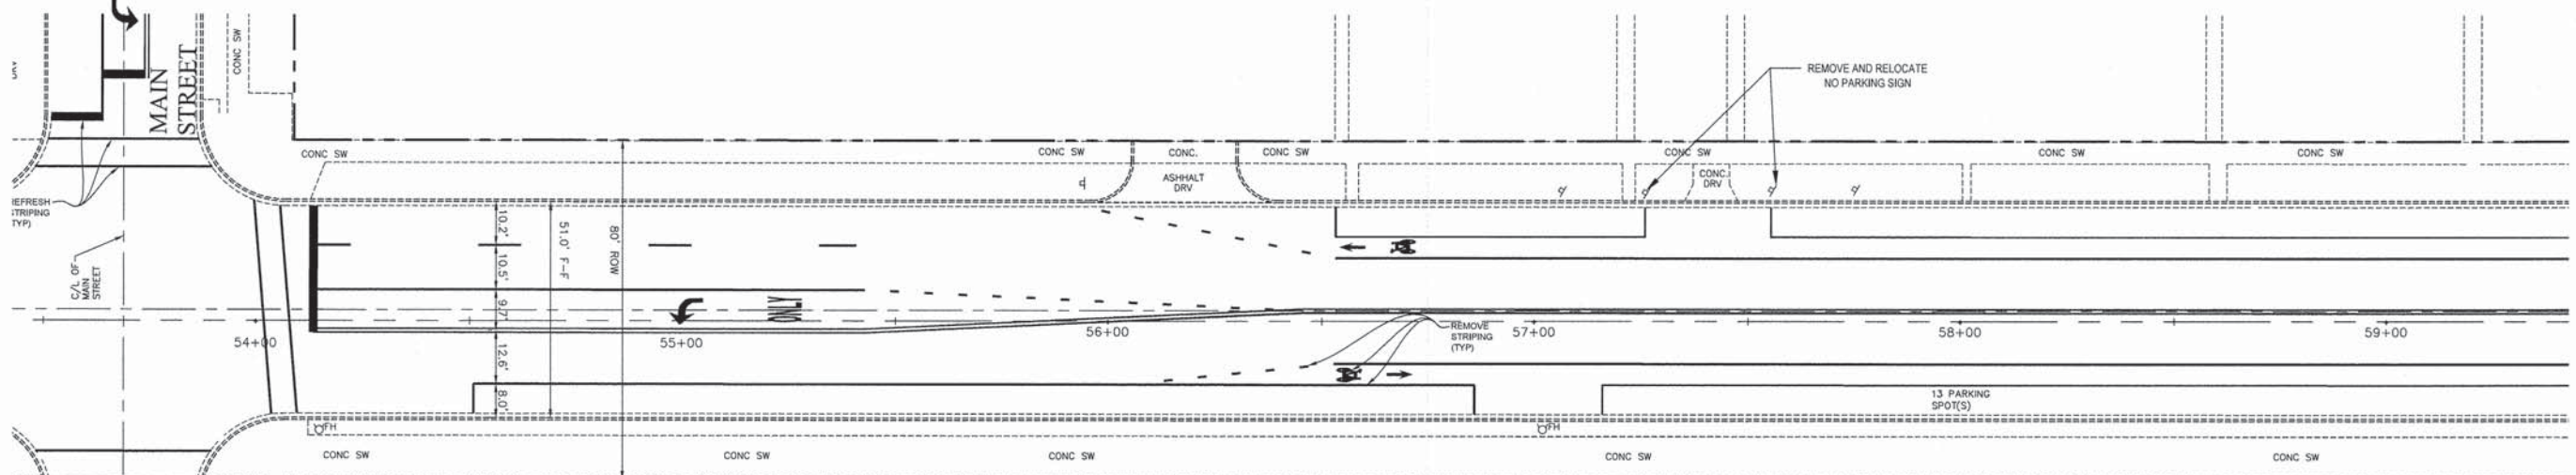 MAIN
STREET
CONC SW
CONC SW
CONC SW
CONC.
CONC SW
CONC SW
CONC SW
CONC SW
REMOVE AND RELOCATE
NO PARKING SIGN
ASHHALT
DRV
CONC.
DRV
C/L OF
MAIN
STREET
10.2'
10.5'
9.7'
12.6'
8.0'
51.0' F-F
80' ROW
ONLY
54+00
55+00
56+00
57+00
58+00
59+00
REMOVE
STRIPING
(TYP)
13 PARKING
SPOT(S)
FH
FH
CONC SW
CONC SW
CONC SW
CONC SW
CONC SW
EFRESH
TRIPING
TYP)